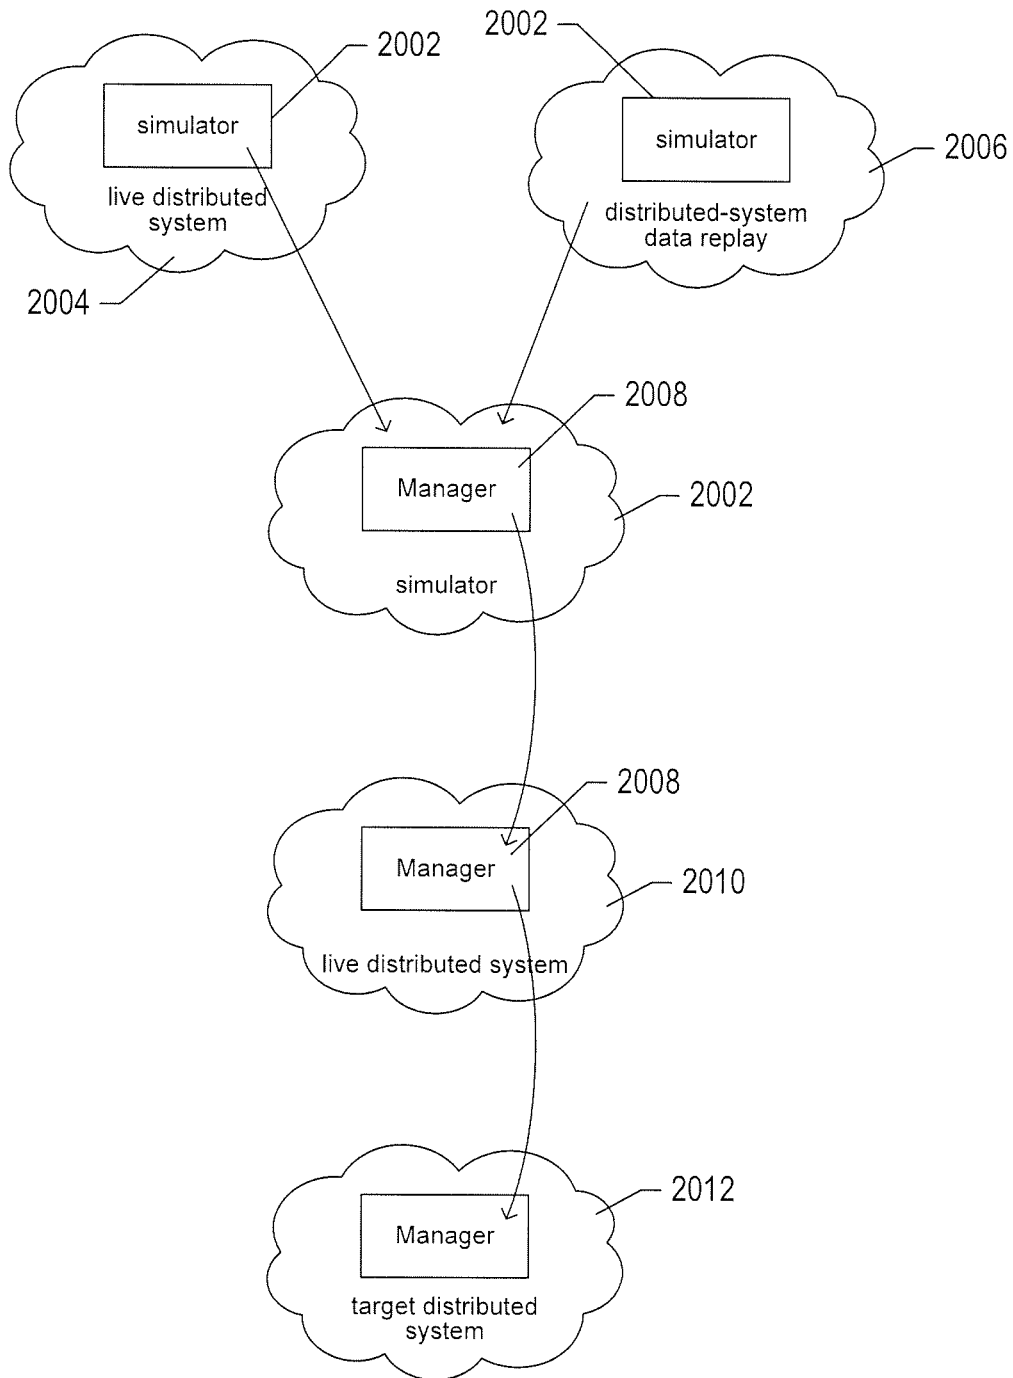 2002
2002
simulator
simulator
2006
live distributed
system
distributed-system
data replay
2004
2008
Manager
2002
simulator
2008
Manager
2010
live distributed system
2012
Manager
target distributed
system